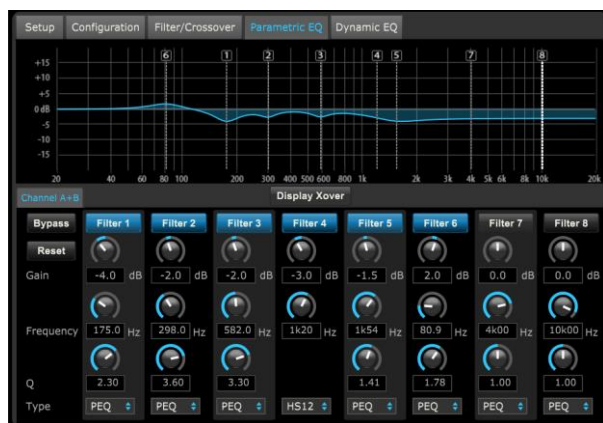 Setup Configuration Filter/Crossover Parametric EQ Dynamic EQ
6 1 2 3 4 5 7 8
+15
+10
+5
0 dB
-5
-10
-15
20 40 60 80 100 200 300 400 500 600 800 1k 2k 3k 4k 5k 6k 8k 10k 20k
Channel A+B Display Xover
Bypass Filter 1 Filter 2 Filter 3 Filter 4 Filter 5 Filter 6 Filter 7 Filter 8
Reset
Gain -4.0 dB -2.0 dB -2.0 dB -3.0 dB -1.5 dB 2.0 dB 0.0 dB 0.0 dB
Frequency 175.0 Hz 298.0 Hz 582.0 Hz 1k20 Hz 1k54 Hz 80.9 Hz 4k00 Hz 10k00 Hz
Q 2.30 3.60 3.30 1.41 1.78 1.00 1.00
Type PEQ PEQ PEQ HS12 PEQ PEQ PEQ PEQ